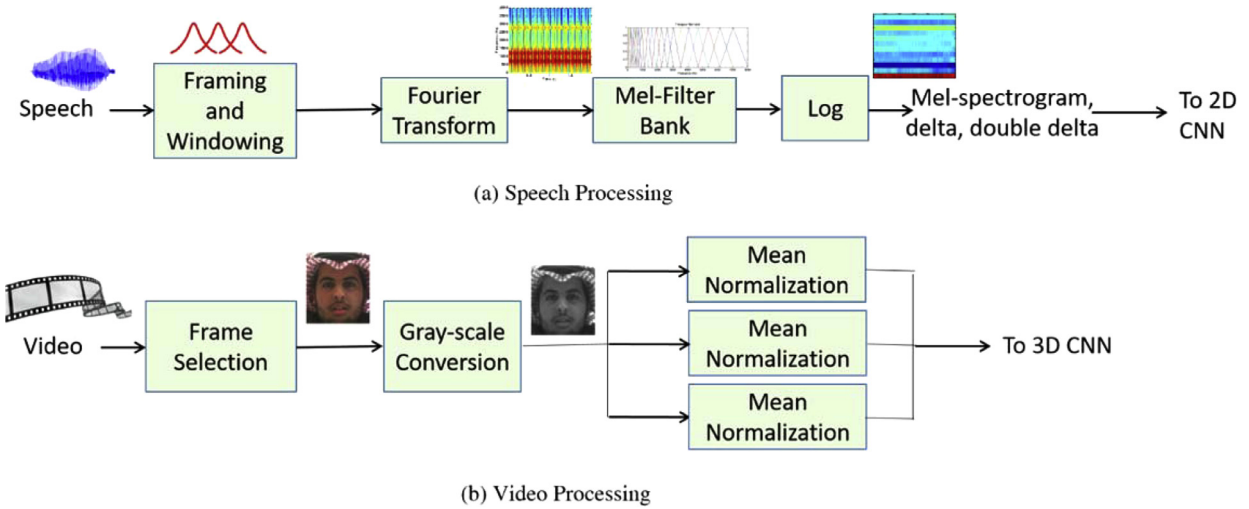 Speech
Framing
and
Windowing
Fourier
Transform
Mel-Filter
Bank
Log
Mel-spectrogram,
delta, double delta
To 2D
CNN
(a) Speech Processing
Video
Frame
Selection
Gray-scale
Conversion
Mean
Normalization
Mean
Normalization
Mean
Normalization
To 3D CNN
(b) Video Processing